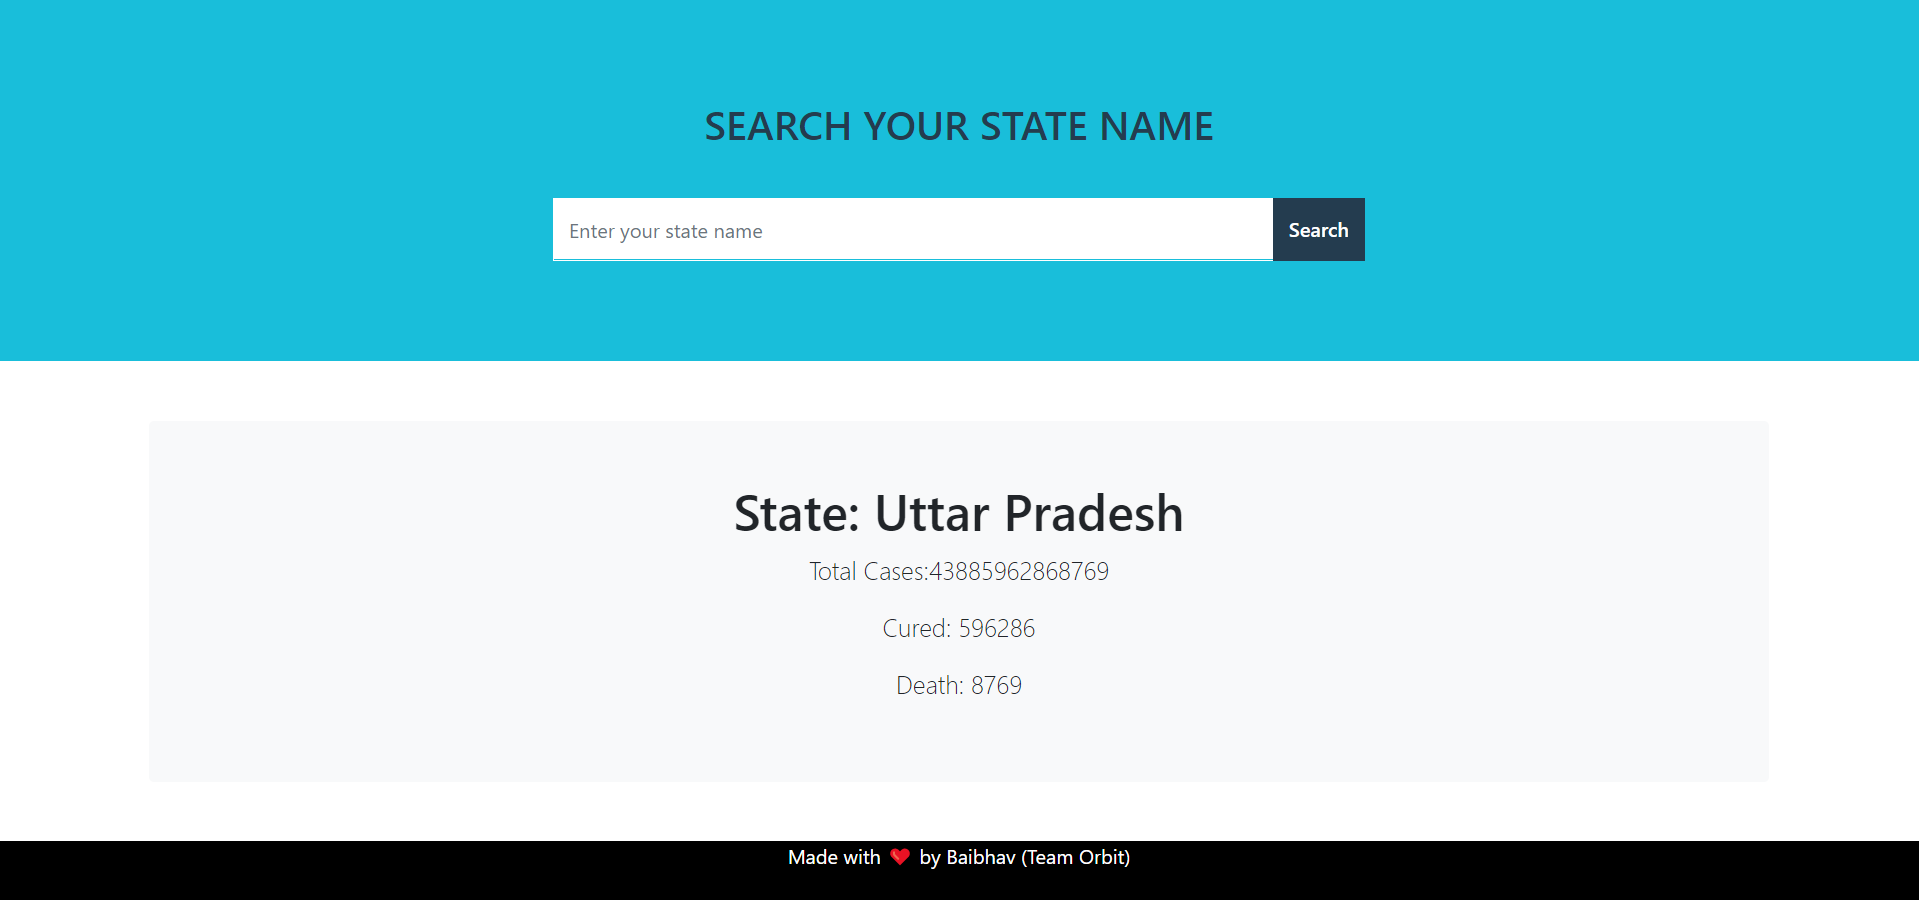 SEARCH YOUR STATE NAME
Enter your state name
Search
State: Uttar Pradesh
Total Cases:43885962868769
Cured: 596286
Death: 8769
Made with ❤ by Baibhav (Team Orbit)